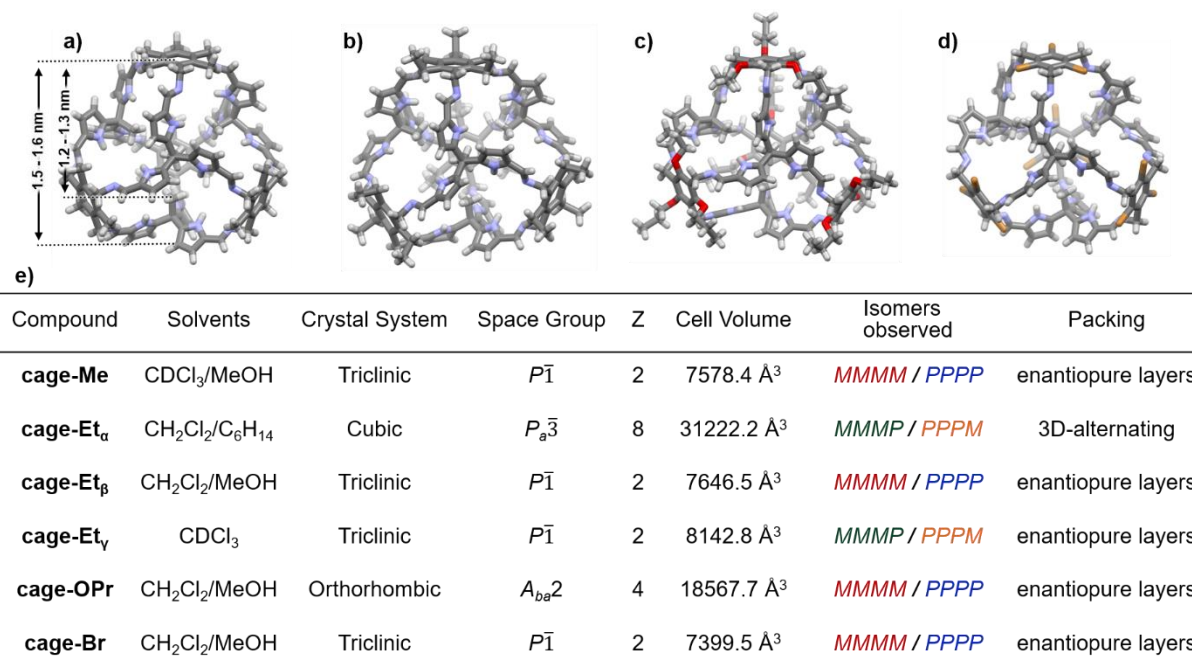 a) b) c) d)
1.5 - 1.6 nm
1.2 - 1.3 nm
e)
Compound Solvents Crystal System Space Group Z Cell Volume Isomers observed Packing
cage-Me CDCl₃/MeOH Triclinic P1̅ 2 7578.4 Å³ MMMM / PPPP enantiopure layers
cage-Etα CH₂Cl₂/C₆H₁₄ Cubic Pₐ3̅ 8 31222.2 Å³ MMMP / PPPM 3D-alternating
cage-Etβ CH₂Cl₂/MeOH Triclinic P1̅ 2 7646.5 Å³ MMMM / PPPP enantiopure layers
cage-Etγ CDCl₃ Triclinic P1̅ 2 8142.8 Å³ MMMP / PPPM enantiopure layers
cage-OPr CH₂Cl₂/MeOH Orthorhombic Aba2 4 18567.7 Å³ MMMM / PPPP enantiopure layers
cage-Br CH₂Cl₂/MeOH Triclinic P1̅ 2 7399.5 Å³ MMMM / PPPP enantiopure layers